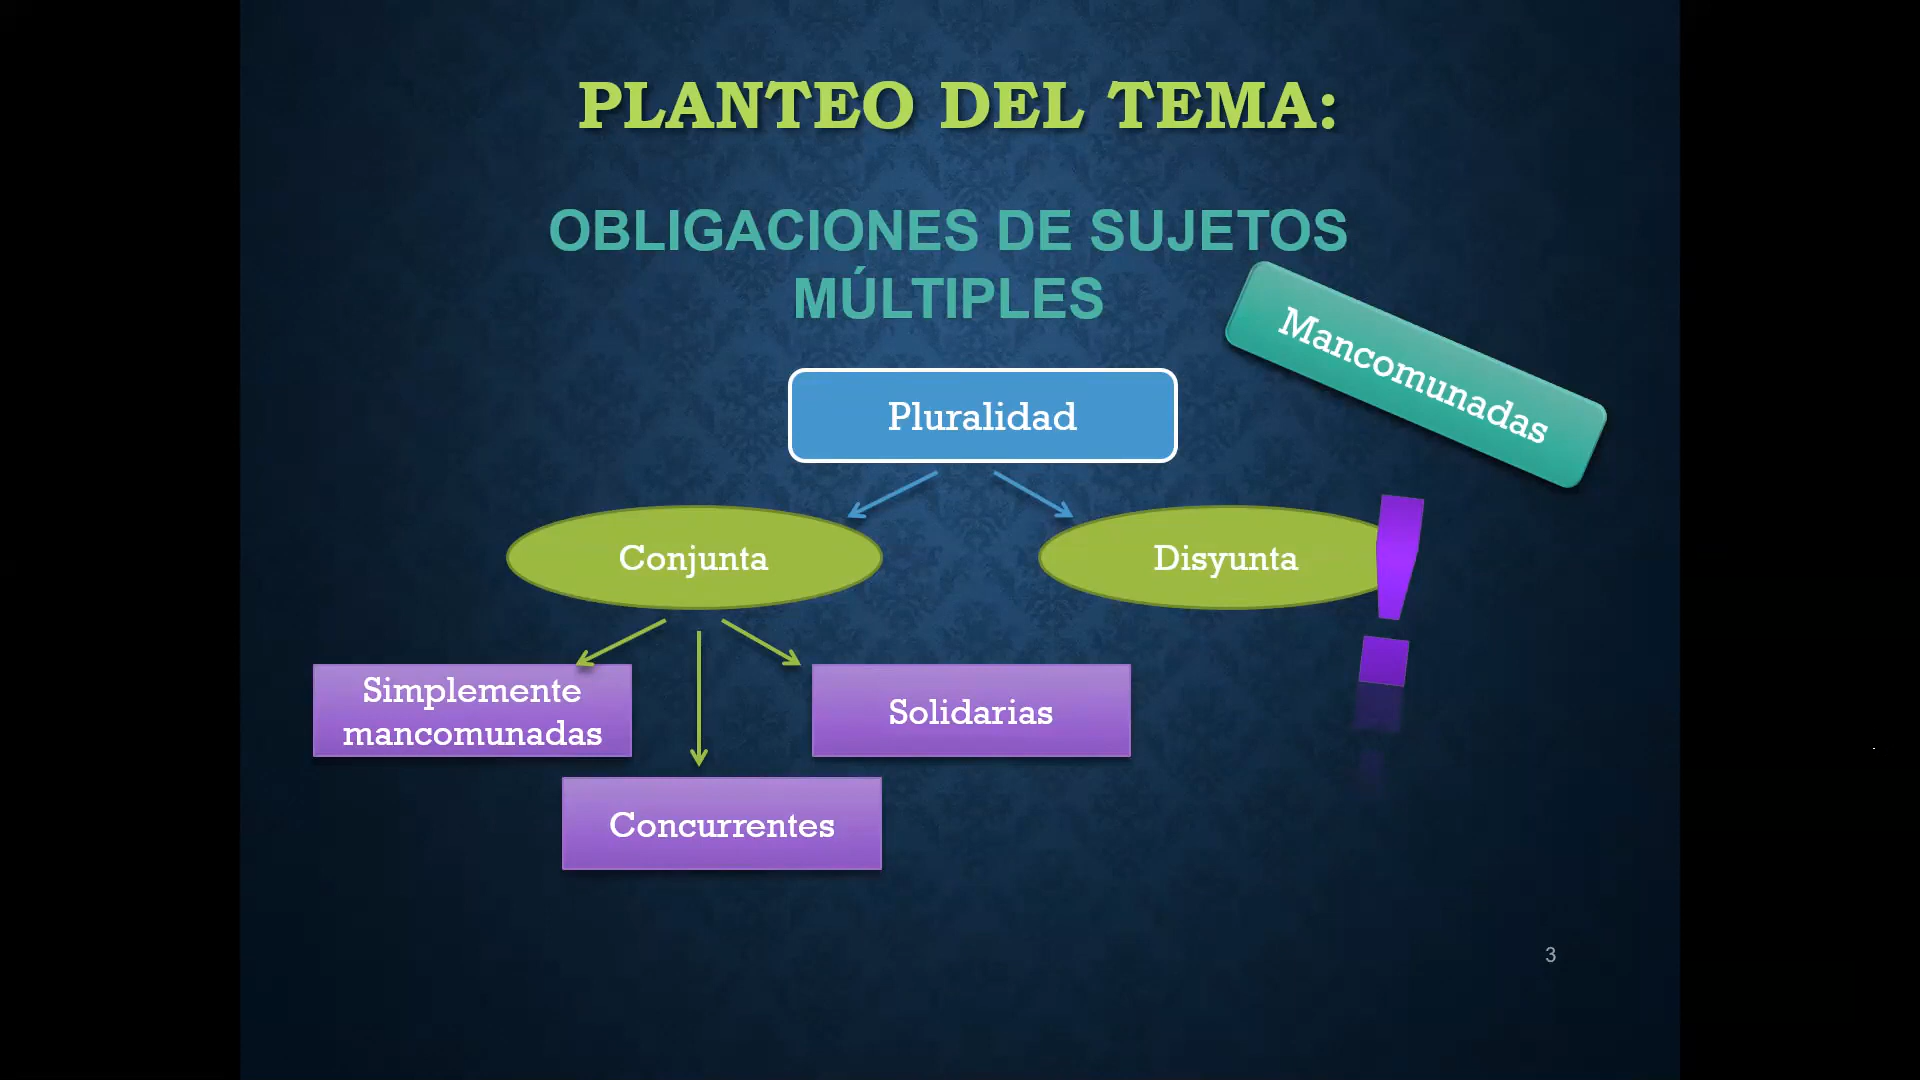 PLANTEO DEL TEMA:
OBLIGACIONES DE SUJETOS
MÚLTIPLES
Mancomunadas
Pluralidad
Conjunta
Disyunta
!
Simplemente
mancomunadas
Solidarias
Concurrentes
3